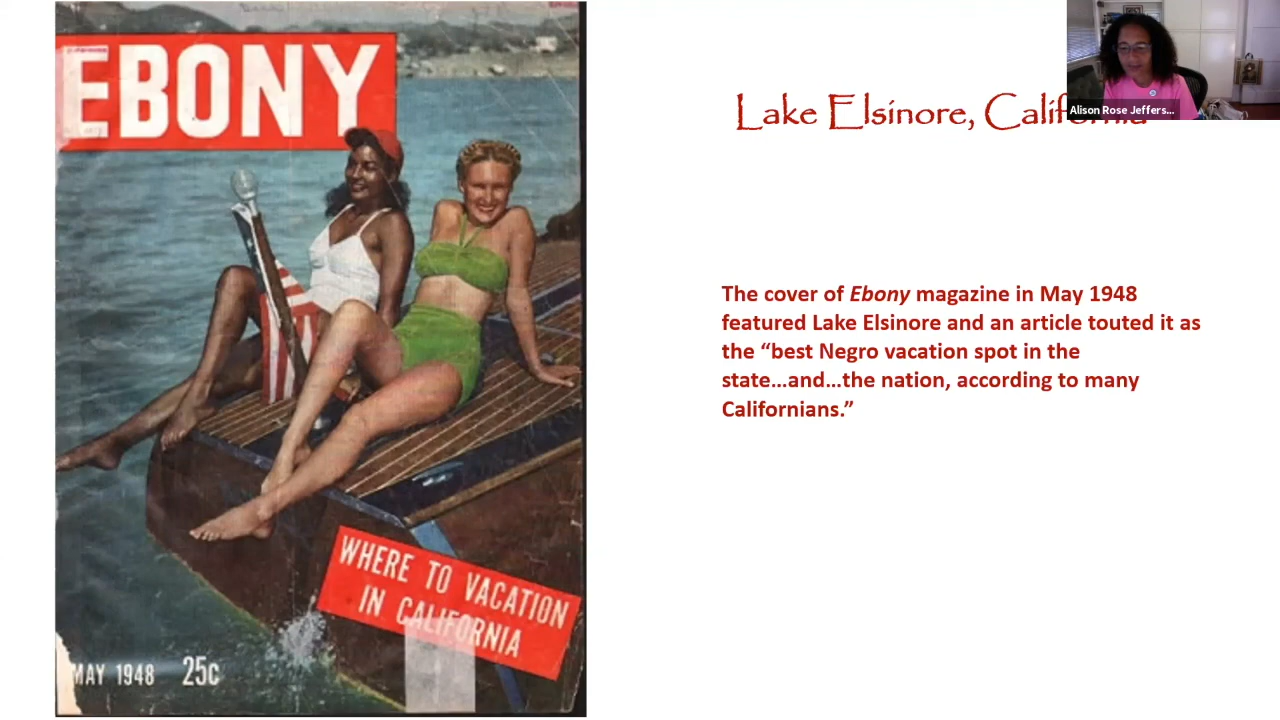 EBONY
WHERE TO VACATION
IN CALIFORNIA
MAY 1948 25c
Lake Elsinore, California
Alison Rose Jeffers...
The cover of Ebony magazine in May 1948
featured Lake Elsinore and an article touted it as
the “best Negro vacation spot in the
state…and…the nation, according to many
Californians.”